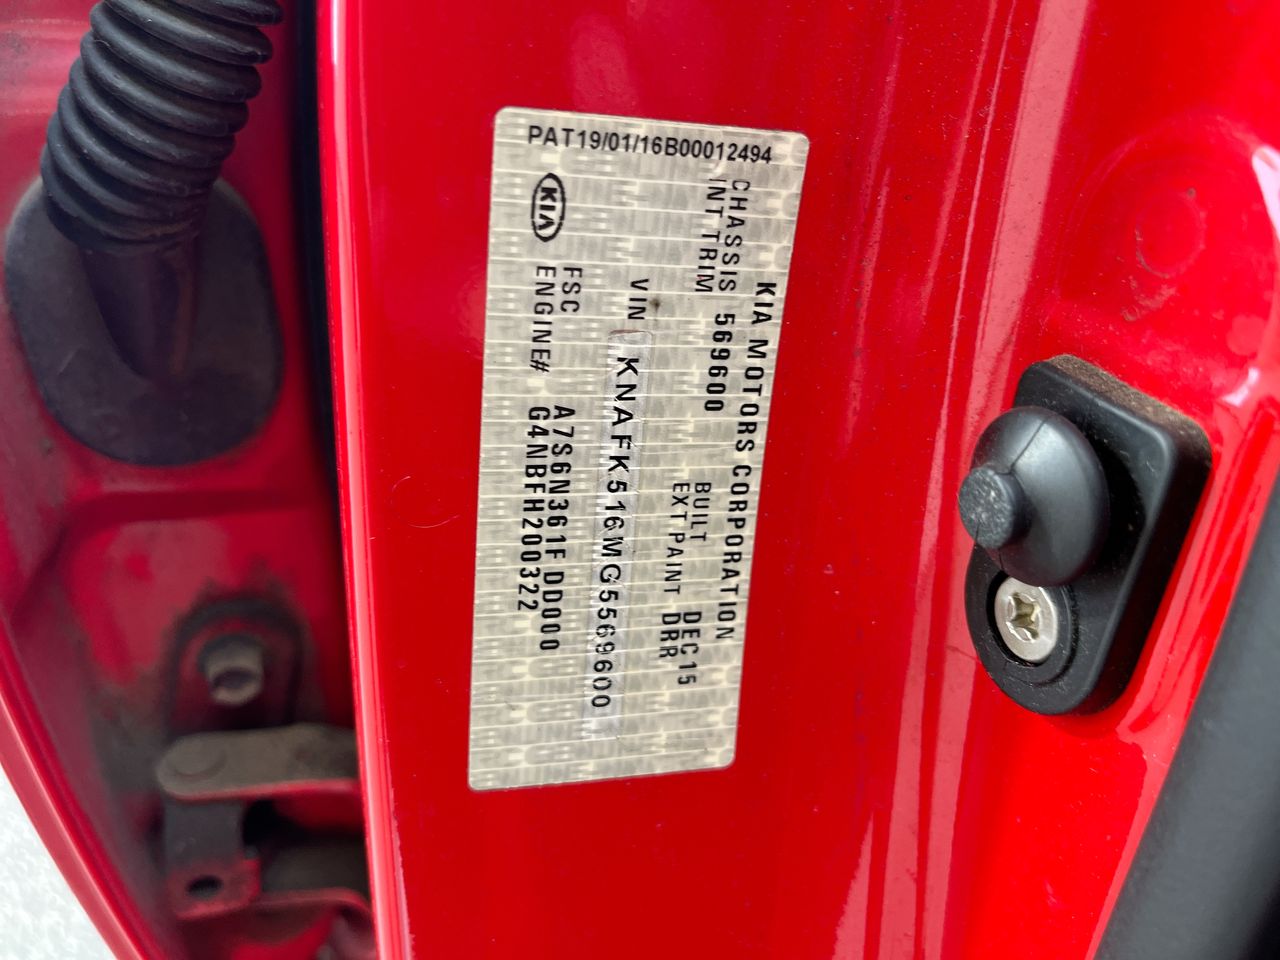 PAT19/01/16B00012494
KIA MOTORS CORPORATION
CHASSIS 569600 BUILT DEC15
INT TRIM EXT.PAINT DRR
VIN KNAFK516MG5569600
FSC A7S6N361F DD000
ENGINE# G4NBFH200322
KIA